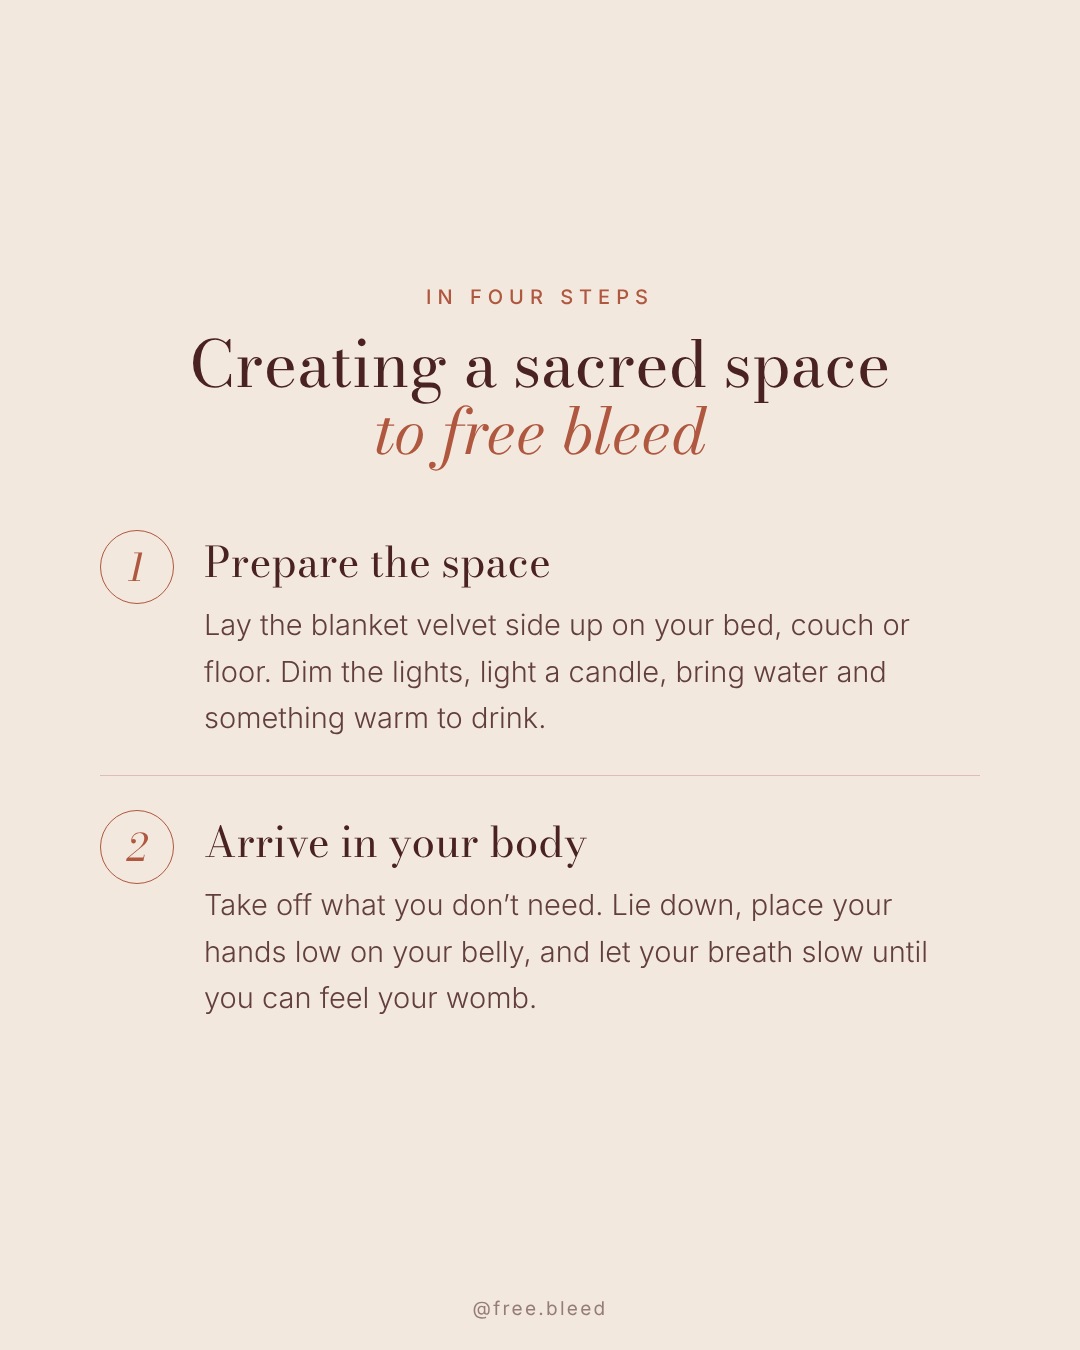 IN FOUR STEPS
Creating a sacred space
to free bleed
1
Prepare the space
Lay the blanket velvet side up on your bed, couch or
floor. Dim the lights, light a candle, bring water and
something warm to drink.
2
Arrive in your body
Take off what you don’t need. Lie down, place your
hands low on your belly, and let your breath slow until
you can feel your womb.
@free.bleed